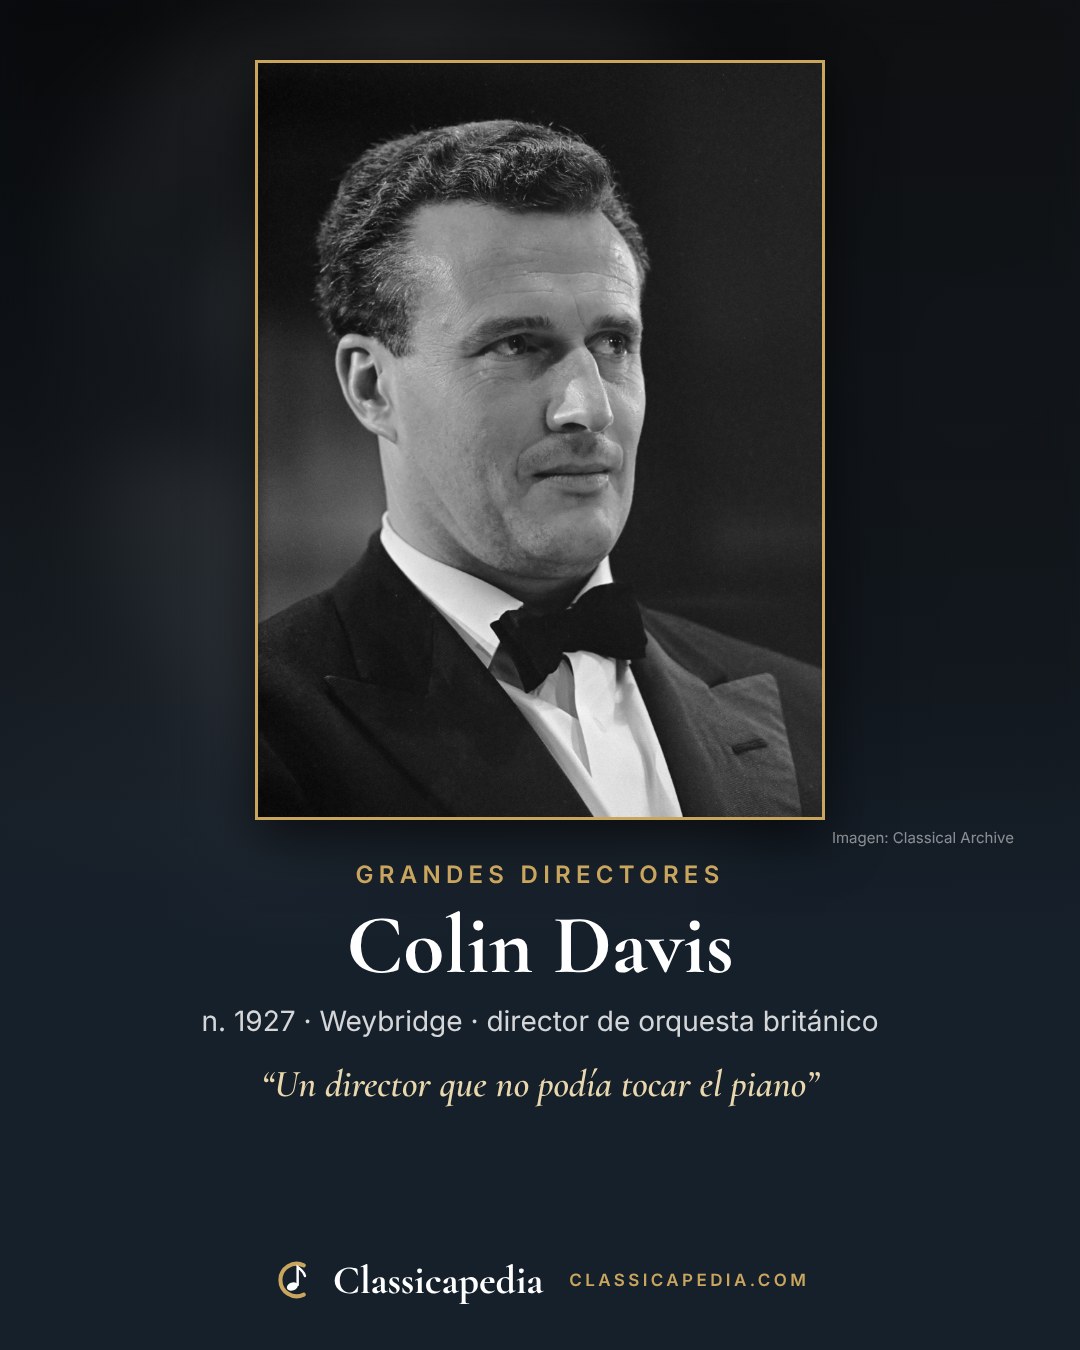 Imagen: Classical Archive
GRANDES DIRECTORES
Colin Davis
n. 1927 · Weybridge · director de orquesta británico
“Un director que no podía tocar el piano”
Classicapedia CLASSICAPEDIA.COM